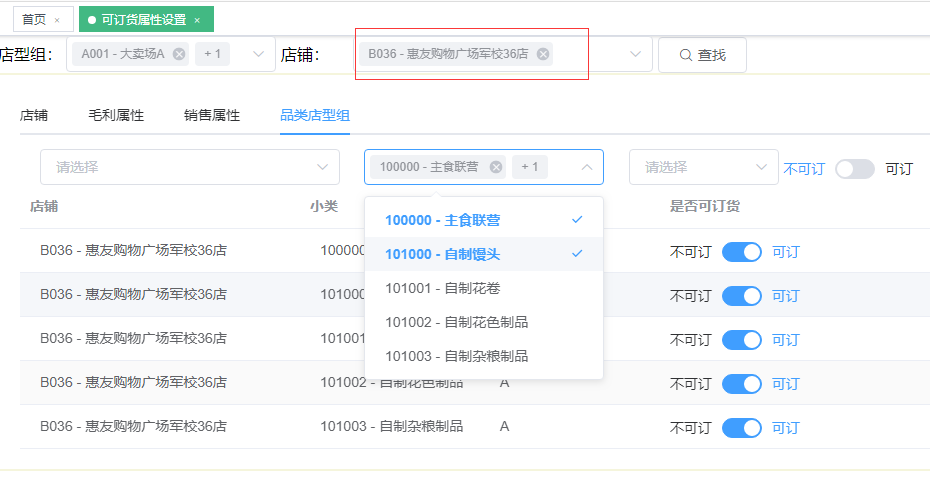 首页 × 可订货属性设置 ×
店型组： A001 - 大卖场A + 1 店铺： B036 - 惠友购物广场军校36店 查找
店铺 毛利属性 销售属性 品类店型组
请选择 100000 - 主食联营 + 1 请选择 不可订 可订
店铺 小类 是否可订货
100000 - 主食联营
101000 - 自制馒头
101001 - 自制花卷
101002 - 自制花色制品
101003 - 自制杂粮制品
B036 - 惠友购物广场军校36店 10000 不可订 可订
B036 - 惠友购物广场军校36店 10100 不可订 可订
B036 - 惠友购物广场军校36店 10100 不可订 可订
B036 - 惠友购物广场军校36店 101002 - 自制花色制品 A 不可订 可订
B036 - 惠友购物广场军校36店 101003 - 自制杂粮制品 A 不可订 可订